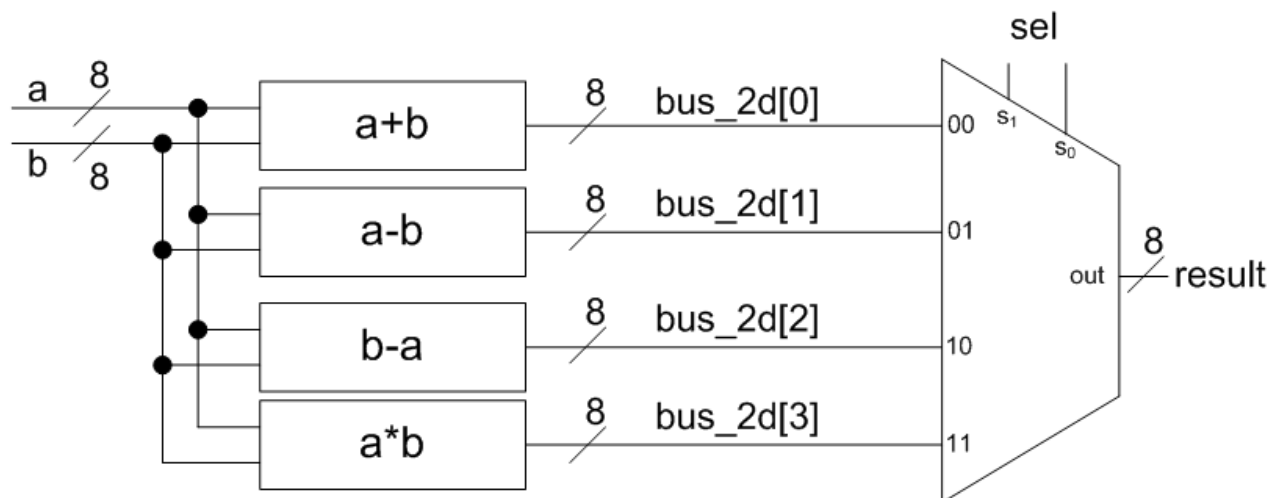 sel
a 8
b 8
a+b
8 bus_2d[0]
00
s₁
s₀
a-b
8 bus_2d[1]
01
out
8 result
b-a
8 bus_2d[2]
10
a*b
8 bus_2d[3]
11